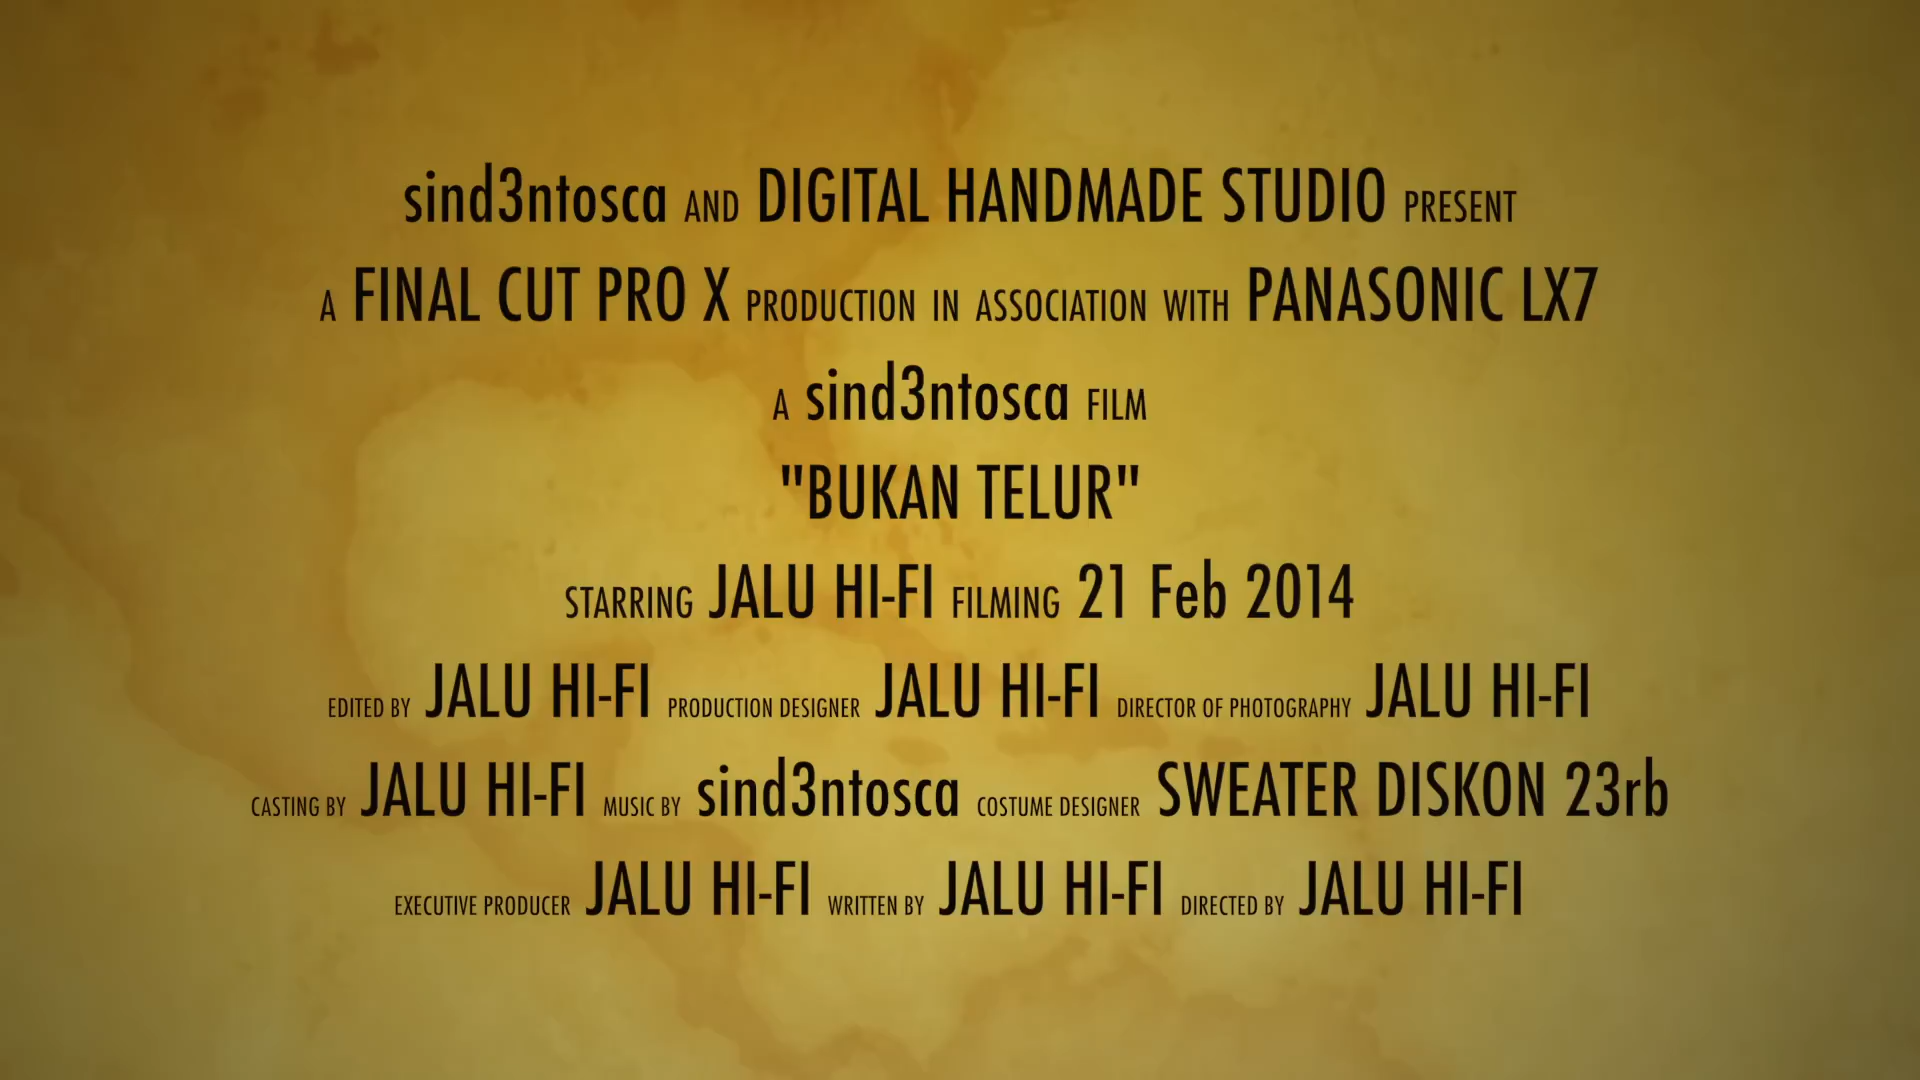 sind3ntosca AND DIGITAL HANDMADE STUDIO PRESENT
A FINAL CUT PRO X PRODUCTION IN ASSOCIATION WITH PANASONIC LX7
A sind3ntosca FILM
"BUKAN TELUR"
STARRING JALU HI-FI FILMING 21 Feb 2014
EDITED BY JALU HI-FI PRODUCTION DESIGNER JALU HI-FI DIRECTOR OF PHOTOGRAPHY JALU HI-FI
CASTING BY JALU HI-FI MUSIC BY sind3ntosca COSTUME DESIGNER SWEATER DISKON 23rb
EXECUTIVE PRODUCER JALU HI-FI WRITTEN BY JALU HI-FI DIRECTED BY JALU HI-FI